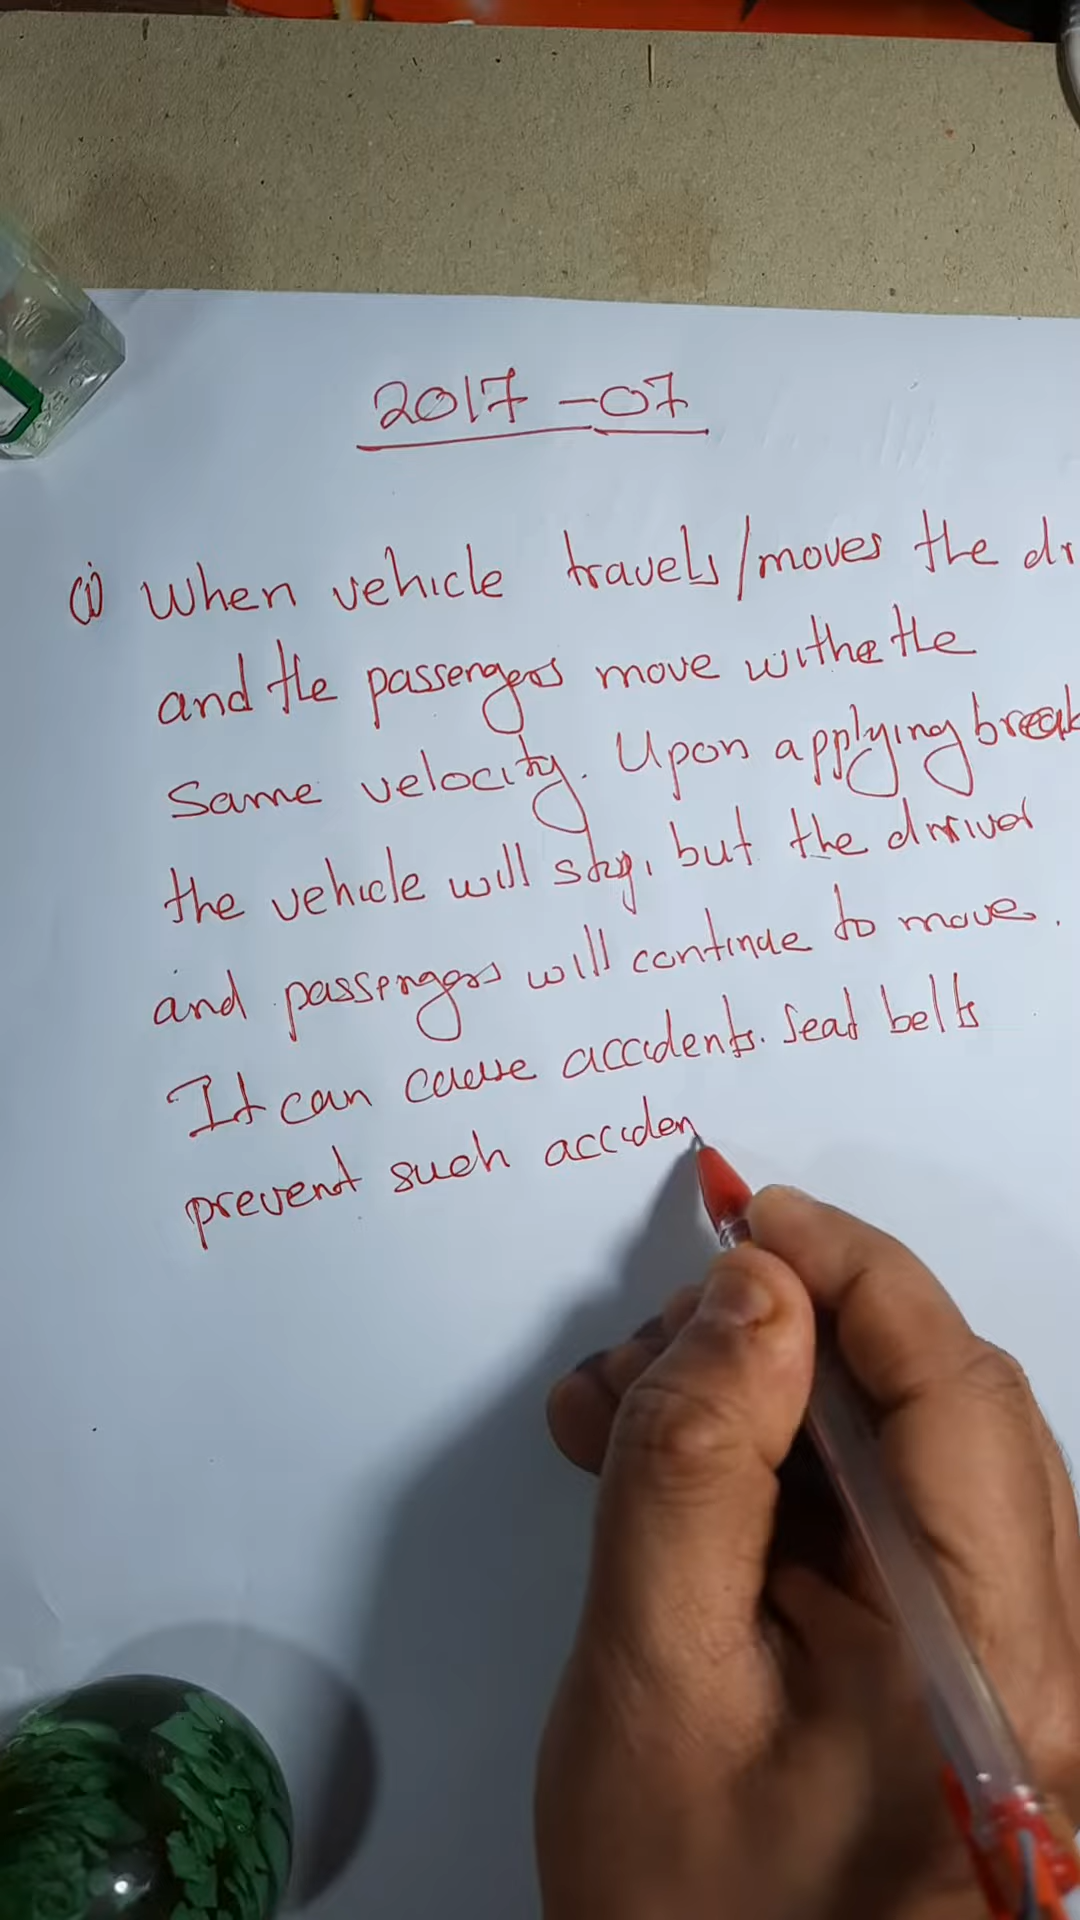 2017-07
(i) When vehicle travels/moves the dr
and the passengers move withe the
same velocity. Upon applying break
the vehicle will stop, but the driver
and passengers will continue to move.
It can cause accidents. Seat belts
prevent such acciden